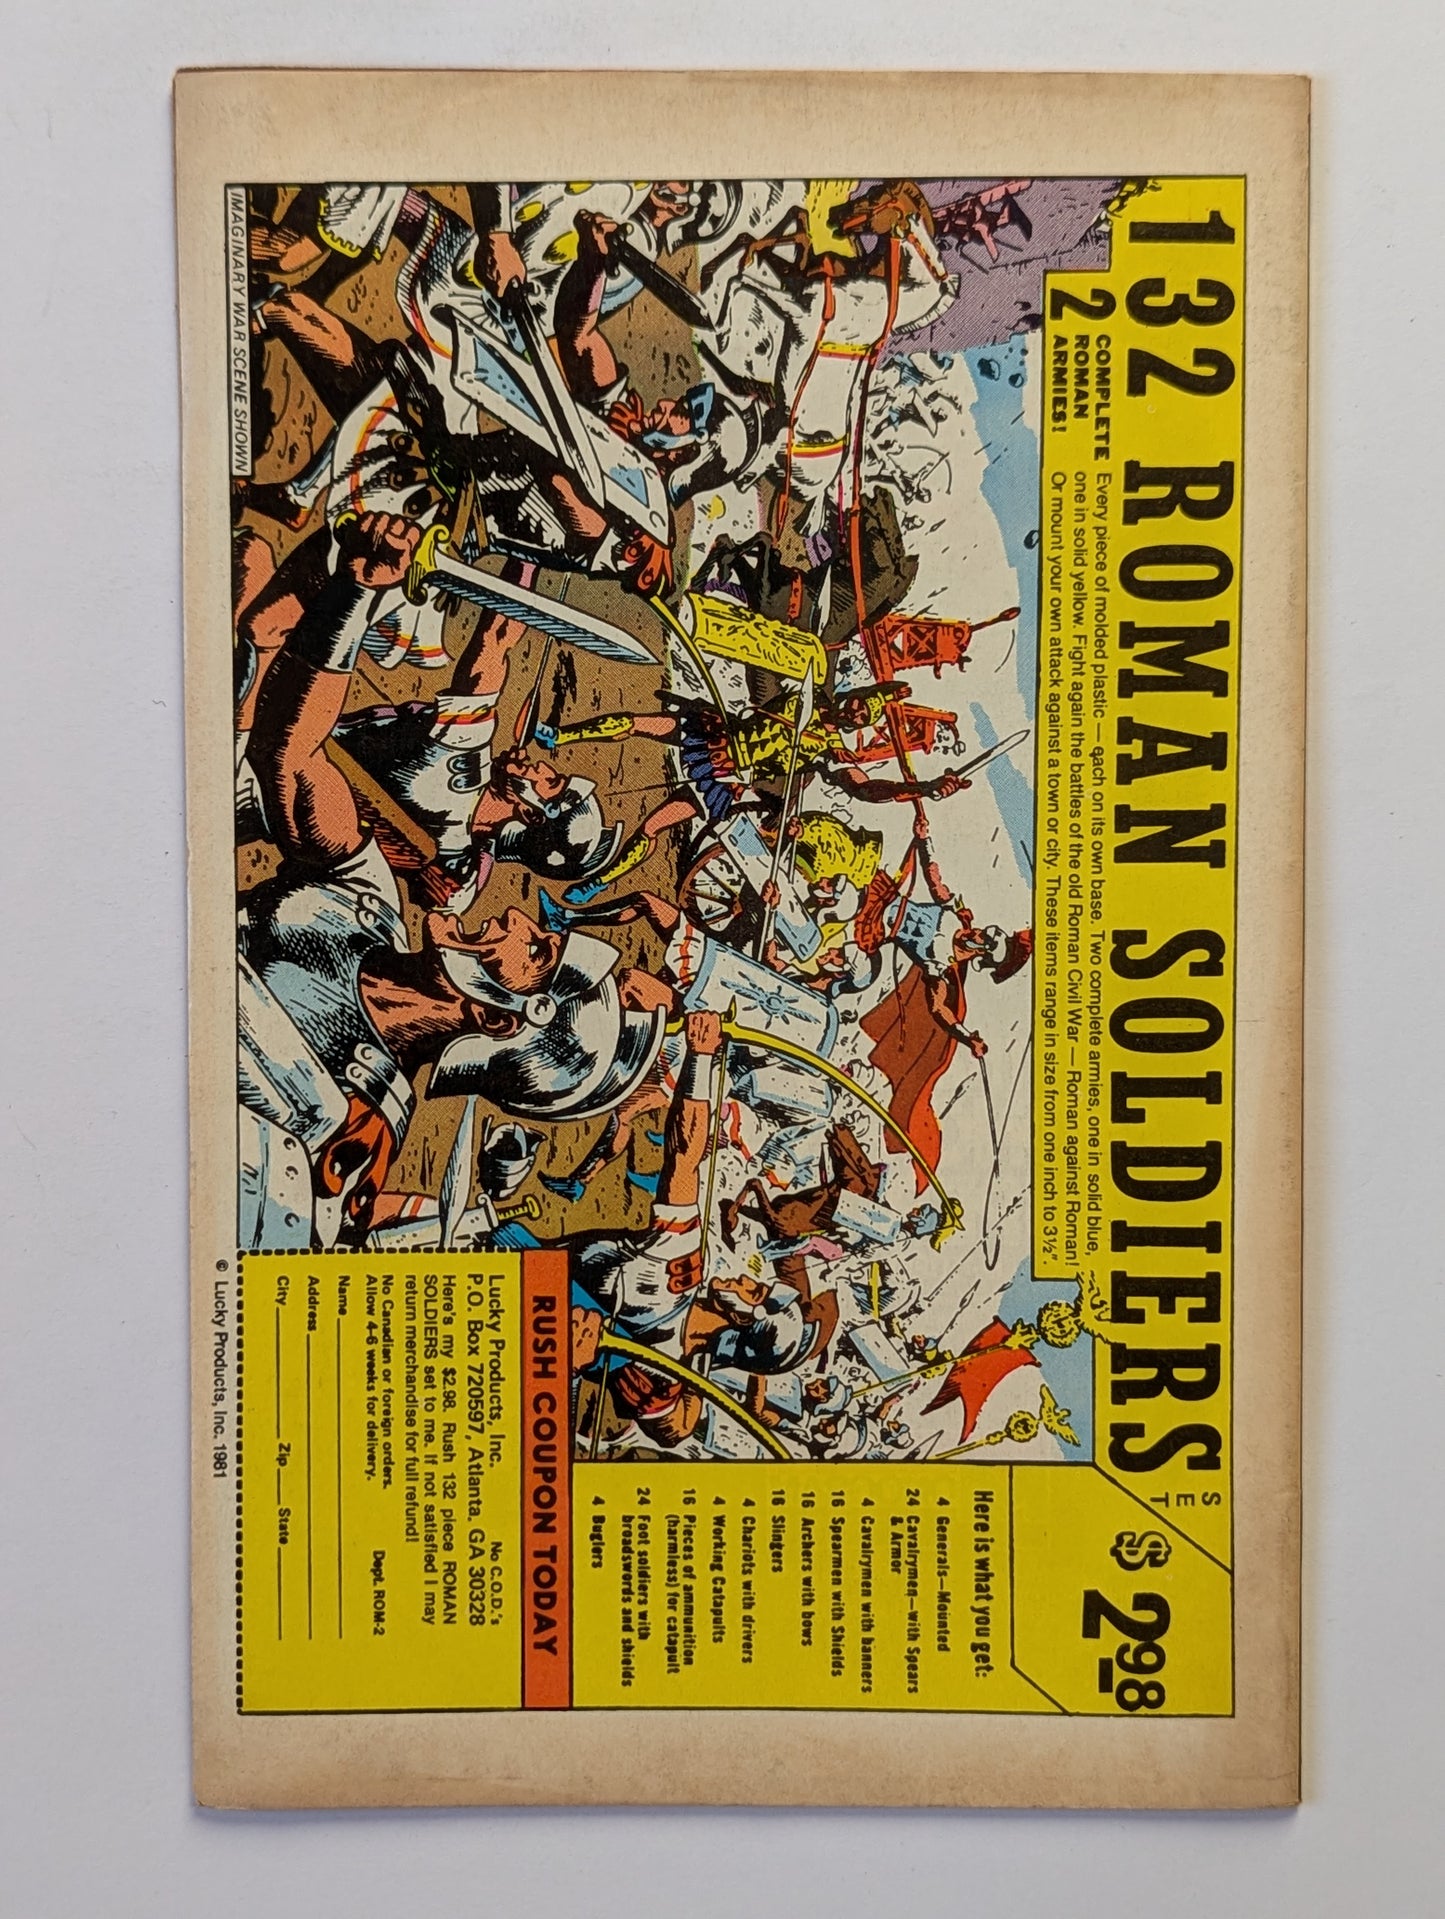 132 ROMAN SOLDIERS SET $2.98
2 COMPLETE ROMAN ARMIES!
Every piece of molded plastic — each on its own base. Two complete armies, one in solid blue,
one in solid yellow. Fight again the battles of the old Roman Civil War — Roman against Roman!
Or mount your own attack against a town or city. These items range in size from one inch to 3½".
Here is what you get:
4 Generals—Mounted
24 Cavalrymen—with Spears
& Armor
4 Cavalrymen with banners
16 Spearmen with Shields
16 Archers with bows
16 Slingers
4 Chariots with drivers
4 Working Catapults
16 Pieces of ammunition
(harmless) for catapult
24 Foot soldiers with
broadswords and shields
4 Buglers
RUSH COUPON TODAY
Lucky Products, Inc. No C.O.D.'s
P.O. Box 720597, Atlanta, GA 30328
Here's my $2.98. Rush 132 piece ROMAN
SOLDIERS set to me. If not satisfied I may
return merchandise for full refund!
No Canadian or foreign orders.
Allow 4-6 weeks for delivery. Dept. ROM-2
Name
Address
City Zip State
IMAGINARY WAR SCENE SHOWN
© Lucky Products, Inc. 1981